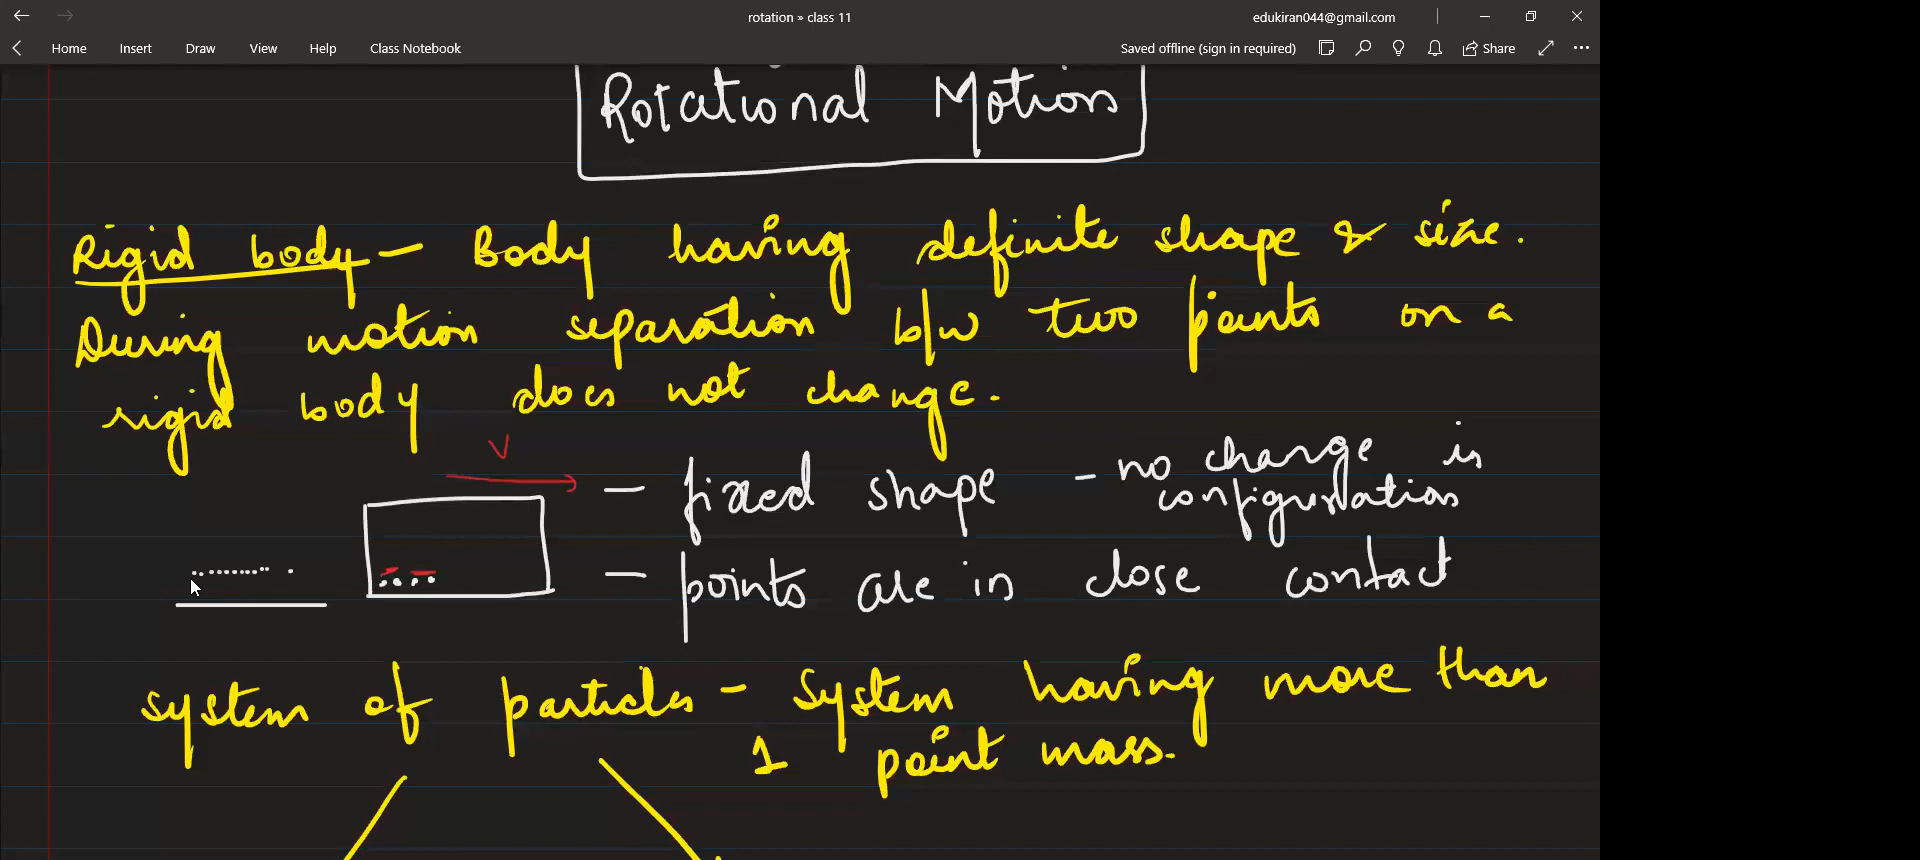 rotation » class 11
edukiran044@gmail.com
Home Insert Draw View Help Class Notebook
Saved offline (sign in required)
Share
Rotational Motion
Rigid body - Body having definite shape & size.
During motion separation b/w two points on a
rigid body does not change.
V
- fixed shape - no change in
configuration
- points are in close contact
system of particles - System having more than
1 point mass.